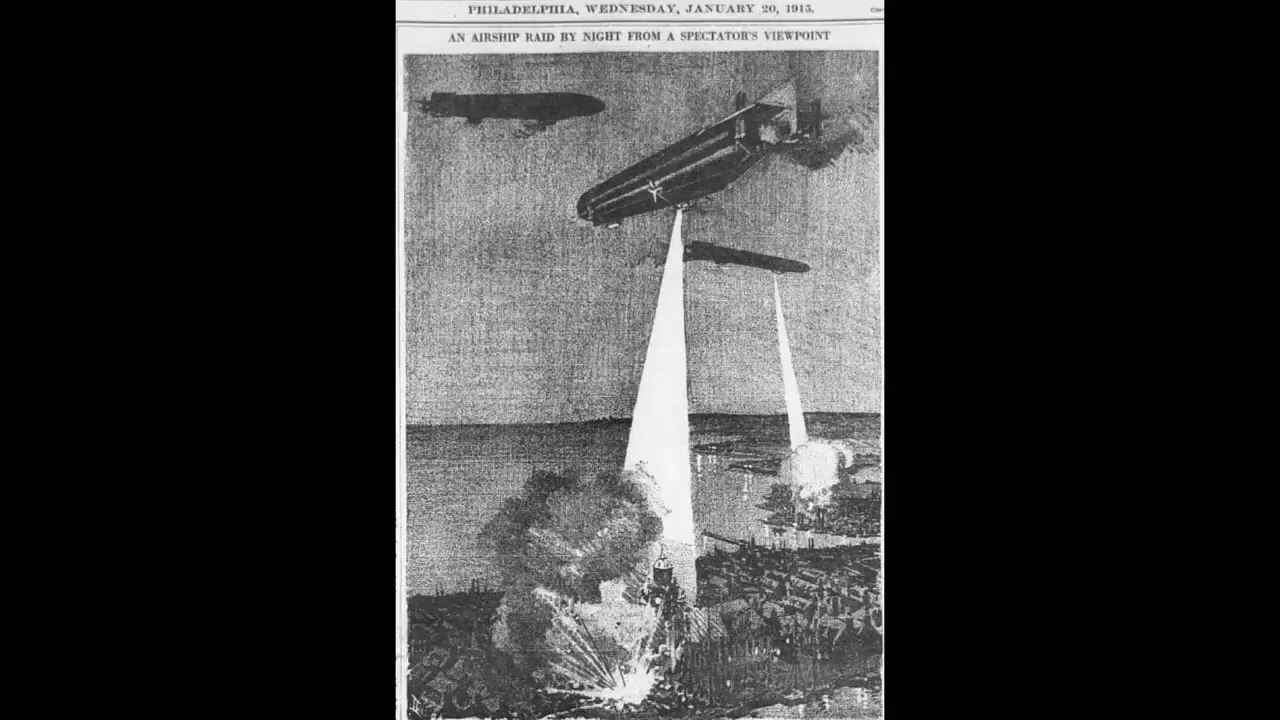 PHILADELPHIA, WEDNESDAY, JANUARY 20, 1915.
AN AIRSHIP RAID BY NIGHT FROM A SPECTATOR'S VIEWPOINT